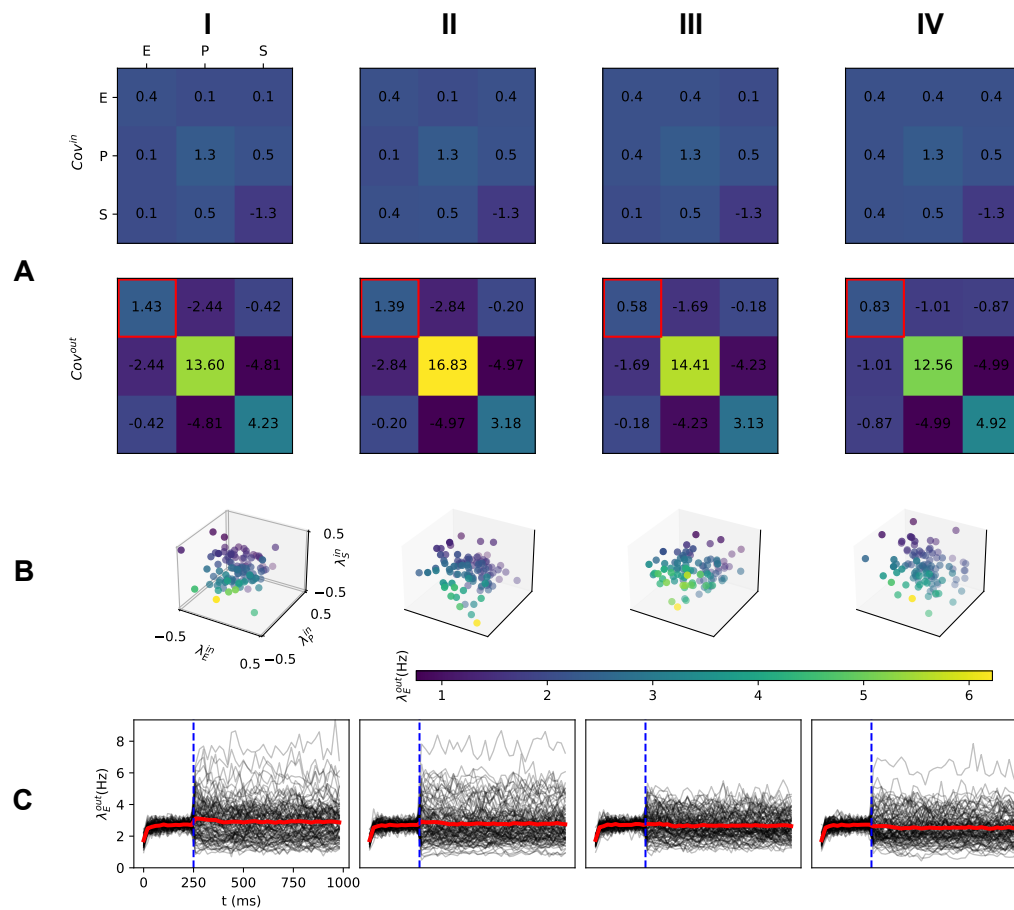 I II III IV
E P S
E 0.4 0.1 0.1 0.4 0.1 0.4 0.4 0.4 0.1 0.4 0.4 0.4
Cov^in P 0.1 1.3 0.5 0.1 1.3 0.5 0.4 1.3 0.5 0.4 1.3 0.5
S 0.1 0.5 -1.3 0.4 0.5 -1.3 0.1 0.5 -1.3 0.4 0.5 -1.3
A
1.43 -2.44 -0.42 1.39 -2.84 -0.20 0.58 -1.69 -0.18 0.83 -1.01 -0.87
Cov^out -2.44 13.60 -4.81 -2.84 16.83 -4.97 -1.69 14.41 -4.23 -1.01 12.56 -4.99
-0.42 -4.81 4.23 -0.20 -4.97 3.18 -0.18 -4.23 3.13 -0.87 -4.99 4.92
B
0.5
λ_S^in
−0.5
0.5
λ_P^in
−0.5
−0.5
λ_E^in
0.5
λ_E^out(Hz)
1 2 3 4 5 6
C
λ_E^out(Hz)
8
6
4
2
0
0 250 500 750 1000
t (ms)